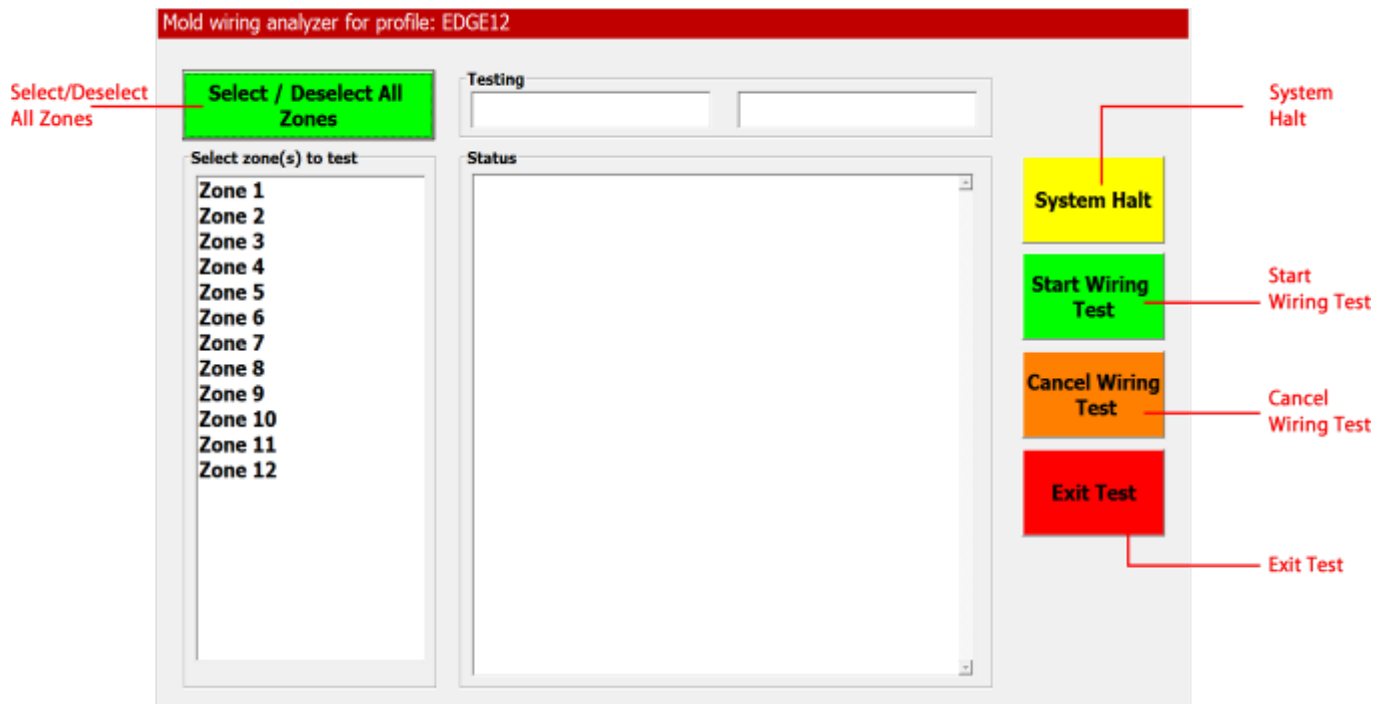 Mold wiring analyzer for profile: EDGE12
Select/Deselect
All Zones
Select / Deselect All
Zones
Testing
Select zone(s) to test
Zone 1
Zone 2
Zone 3
Zone 4
Zone 5
Zone 6
Zone 7
Zone 8
Zone 9
Zone 10
Zone 11
Zone 12
Status
System Halt
Start Wiring
Test
Cancel Wiring
Test
Exit Test
System
Halt
Start
Wiring Test
Cancel
Wiring Test
Exit Test